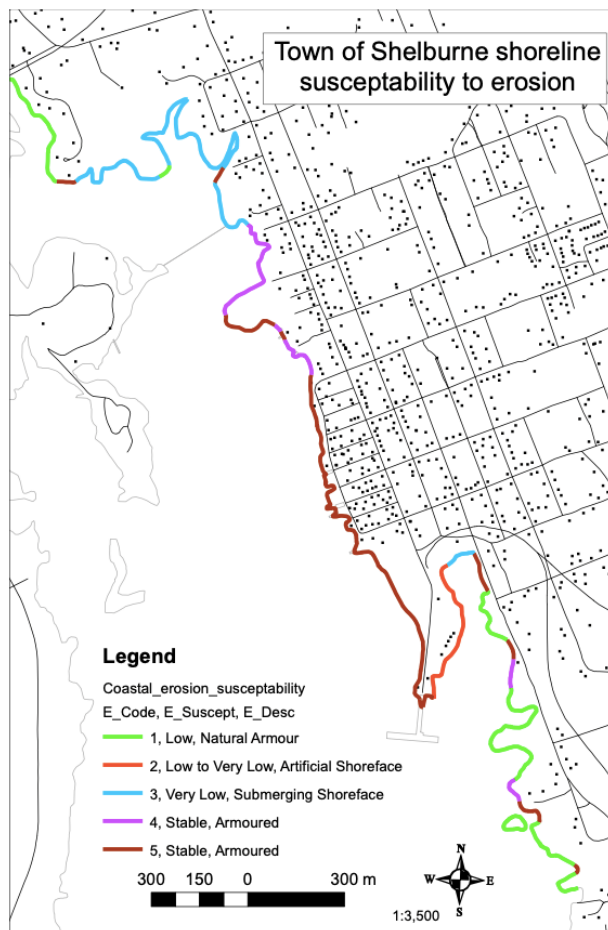 Town of Shelburne shoreline
susceptability to erosion
Legend
Coastal_erosion_susceptability
E_Code, E_Suscept, E_Desc
1, Low, Natural Armour
2, Low to Very Low, Artificial Shoreface
3, Very Low, Submerging Shoreface
4, Stable, Armoured
5, Stable, Armoured
300 150 0 300 m
N
W E
S
1:3,500